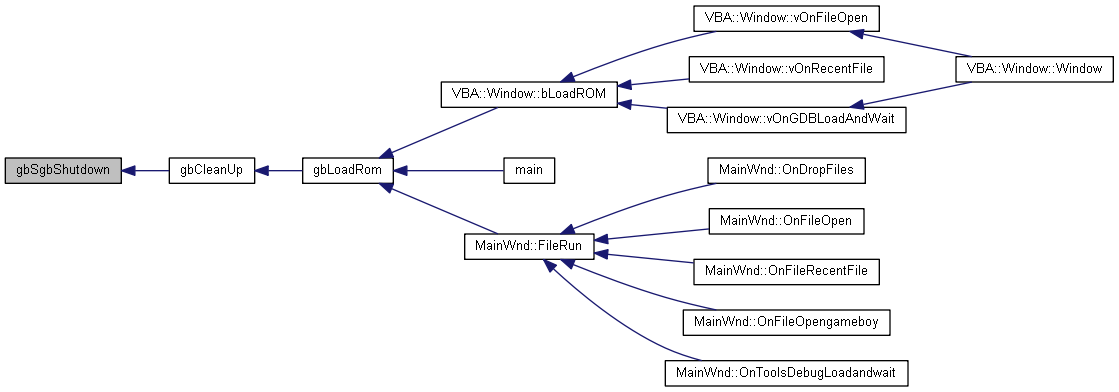 VBA::Window::vOnFileOpen
VBA::Window::vOnRecentFile
VBA::Window::Window
VBA::Window::bLoadROM
VBA::Window::vOnGDBLoadAndWait
gbSgbShutdown
gbCleanUp
gbLoadRom
main
MainWnd::OnDropFiles
MainWnd::OnFileOpen
MainWnd::FileRun
MainWnd::OnFileRecentFile
MainWnd::OnFileOpengameboy
MainWnd::OnToolsDebugLoadandwait